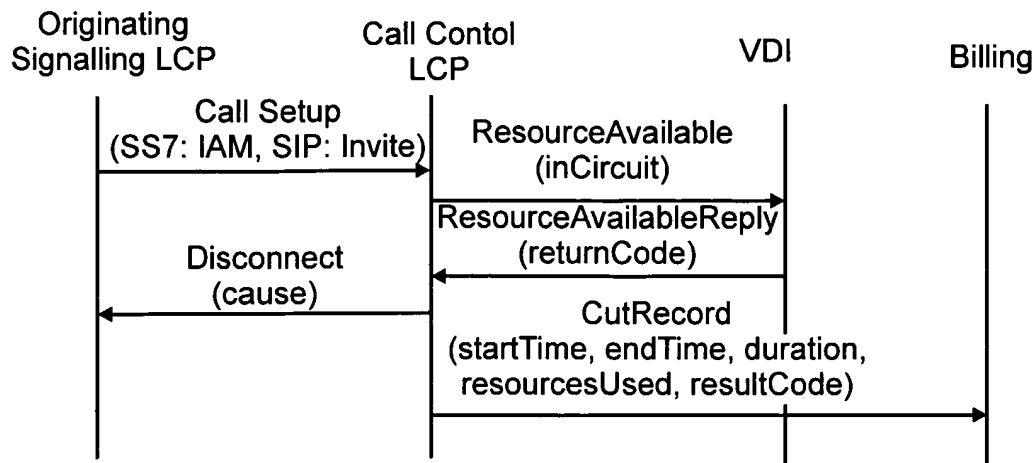 Originating
Signalling LCP
Call Contol
LCP
VDI
Billing
Call Setup
(SS7: IAM, SIP: Invite)
ResourceAvailable
(inCircuit)
ResourceAvailableReply
(returnCode)
Disconnect
(cause)
CutRecord
(startTime, endTime, duration,
resourcesUsed, resultCode)